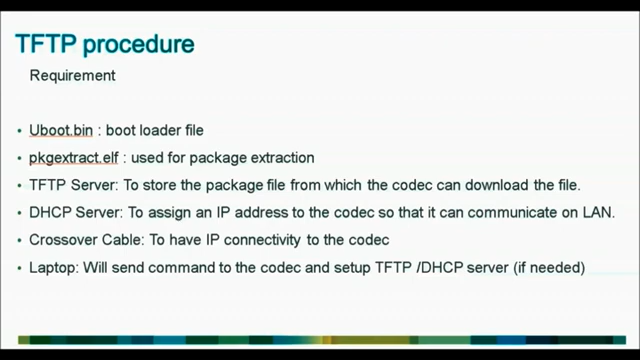 TFTP procedure
Requirement
• Uboot.bin : boot loader file
• pkgextract.elf : used for package extraction
• TFTP Server: To store the package file from which the codec can download the file.
• DHCP Server: To assign an IP address to the codec so that it can communicate on LAN.
• Crossover Cable: To have IP connectivity to the codec
• Laptop: Will send command to the codec and setup TFTP /DHCP server (if needed)